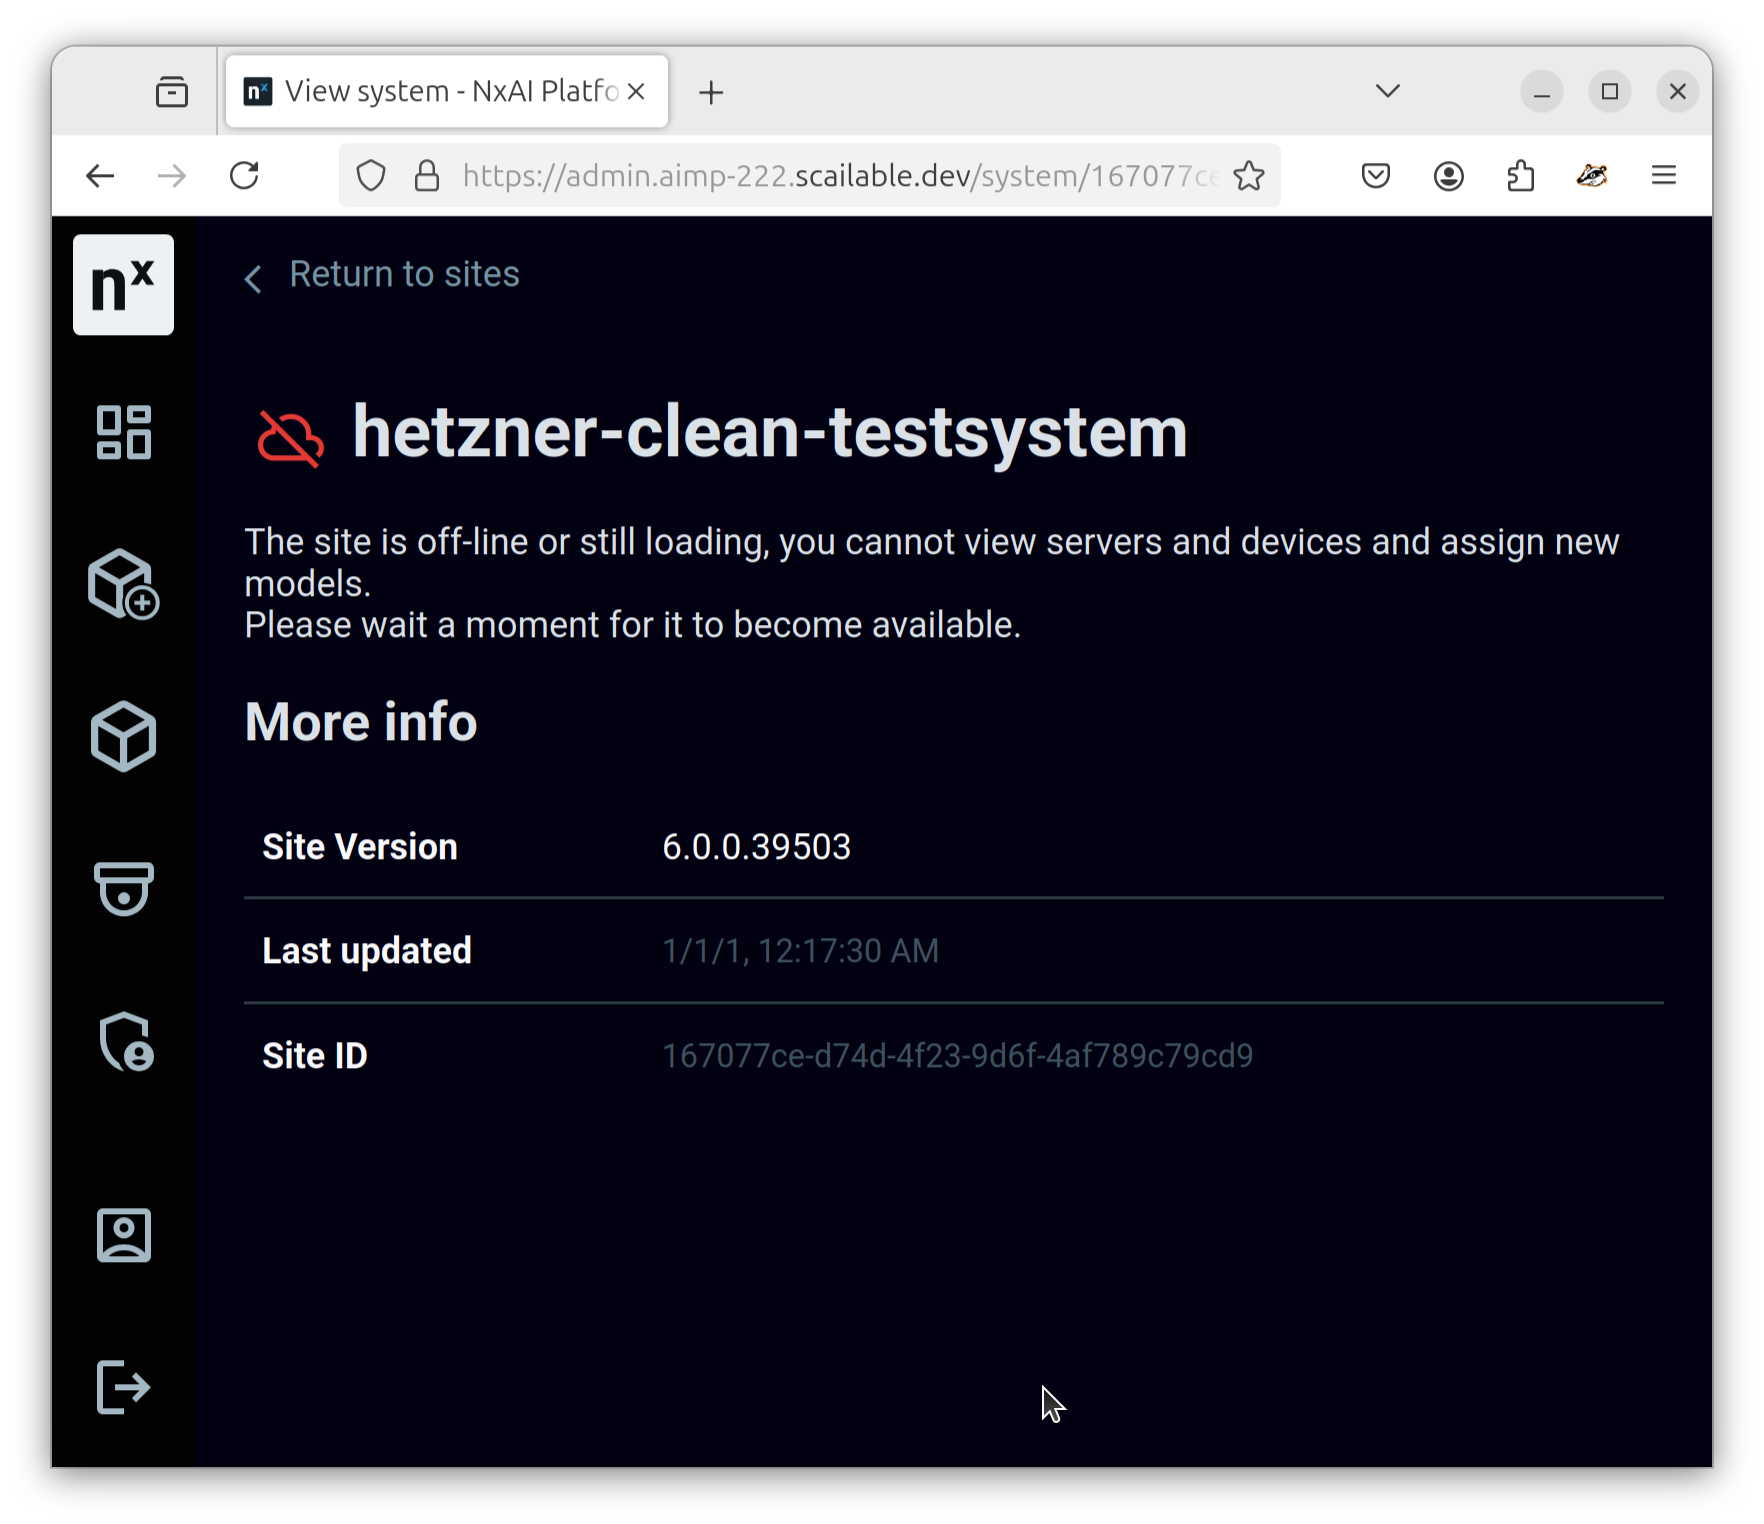 View system - NxAI Platfo
https://admin.aimp-222.scailable.dev/system/167077ce
nx
Return to sites
hetzner-clean-testsystem
The site is off-line or still loading, you cannot view servers and devices and assign new
models.
Please wait a moment for it to become available.
More info
Site Version 6.0.0.39503
Last updated 1/1/1, 12:17:30 AM
Site ID 167077ce-d74d-4f23-9d6f-4af789c79cd9